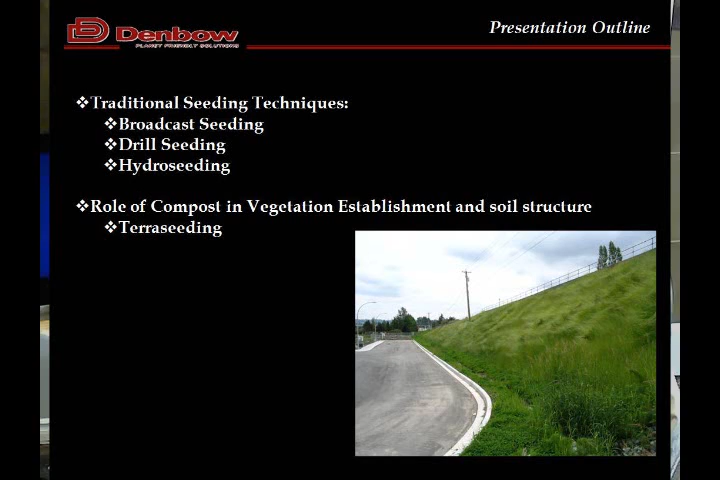 Denbow
PLANET FRIENDLY SOLUTIONS
Presentation Outline
❖Traditional Seeding Techniques:
❖Broadcast Seeding
❖Drill Seeding
❖Hydroseeding
❖Role of Compost in Vegetation Establishment and soil structure
❖Terraseeding